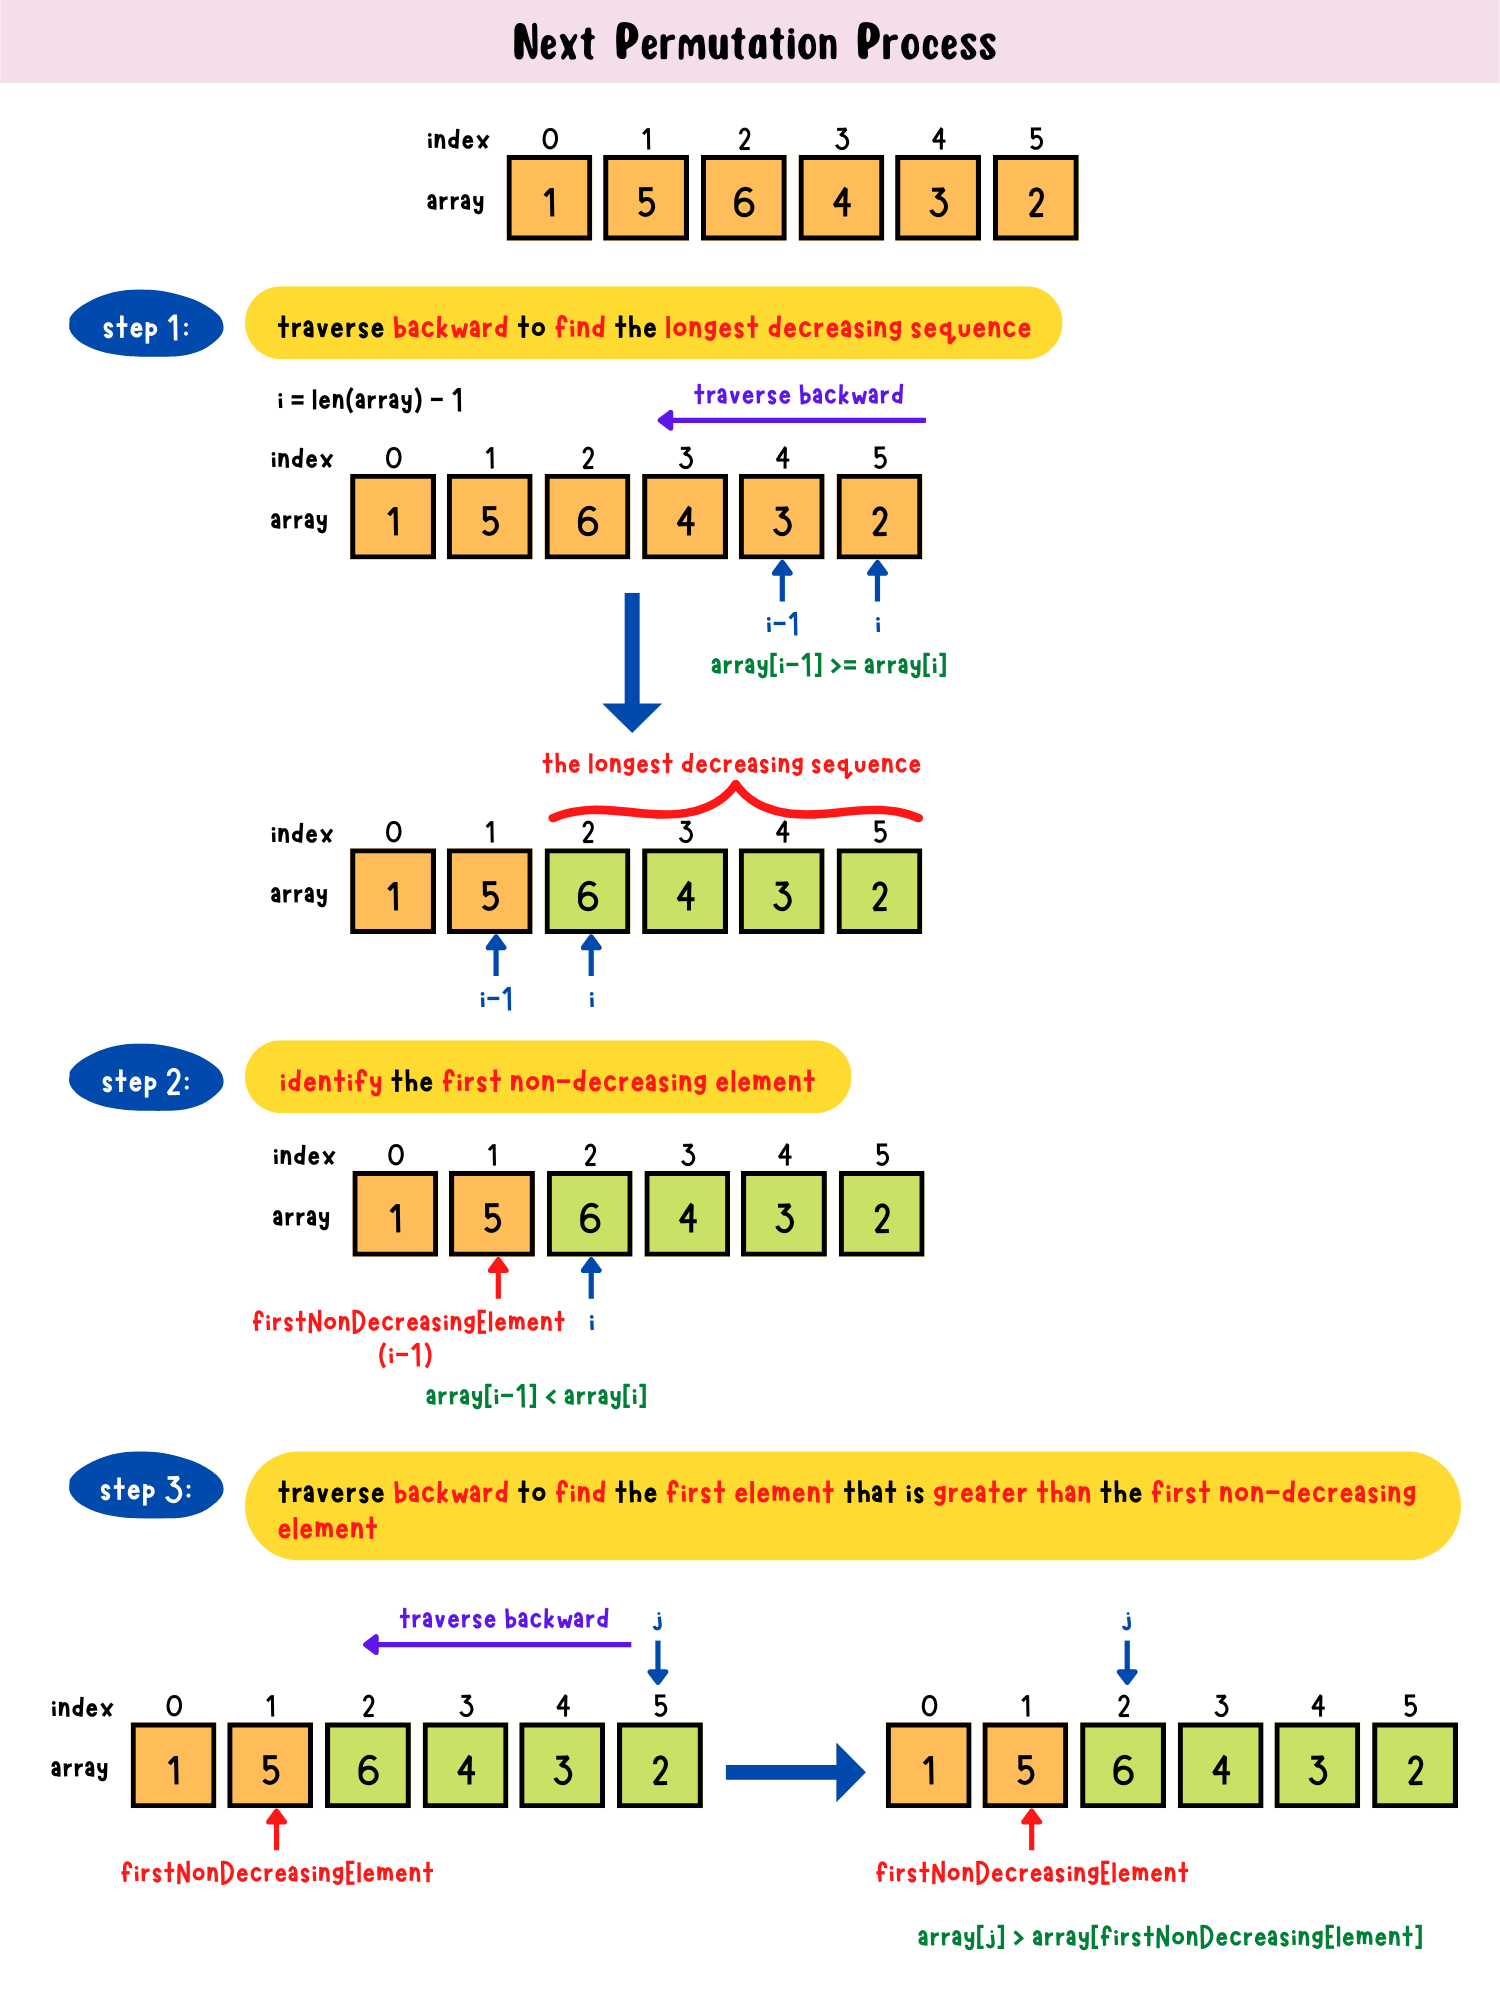 Next Permutation Process
index 0 1 2 3 4 5
array 1 5 6 4 3 2
step 1:
traverse backward to find the longest decreasing sequence
i = len(array) - 1
traverse backward
index 0 1 2 3 4 5
array 1 5 6 4 3 2
i-1 i
array[i-1] >= array[i]
the longest decreasing sequence
index 0 1 2 3 4 5
array 1 5 6 4 3 2
i-1 i
step 2:
identify the first non-decreasing element
index 0 1 2 3 4 5
array 1 5 6 4 3 2
firstNonDecreasingElement i
(i-1)
array[i-1] < array[i]
step 3:
traverse backward to find the first element that is greater than the first non-decreasing
element
traverse backward j
index 0 1 2 3 4 5
array 1 5 6 4 3 2
firstNonDecreasingElement
j
0 1 2 3 4 5
1 5 6 4 3 2
firstNonDecreasingElement
array[j] > array[firstNonDecreasingElement]